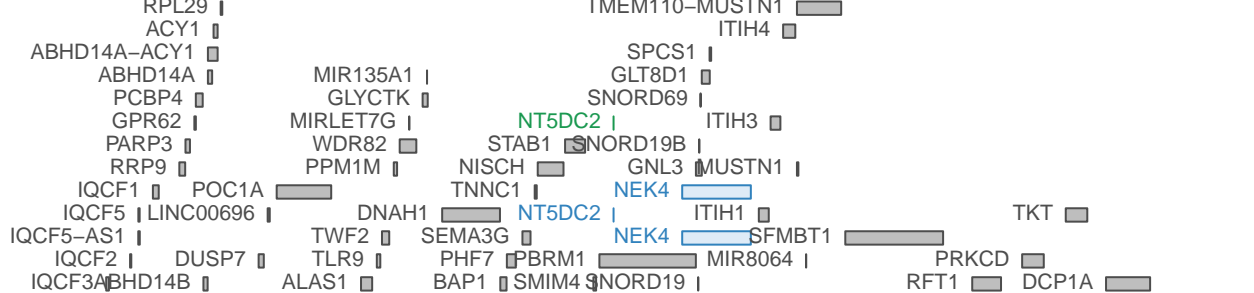 RPL29 TMEM110−MUSTN1
ACY1 ITIH4
ABHD14A−ACY1 SPCS1
ABHD14A MIR135A1 GLT8D1
PCBP4 GLYCTK SNORD69
GPR62 MIRLET7G NT5DC2 ITIH3
PARP3 WDR82 STAB1 SNORD19B
RRP9 PPM1M NISCH GNL3 MUSTN1
IQCF1 POC1A TNNC1 NEK4
IQCF5 LINC00696 DNAH1 NT5DC2 ITIH1 TKT
IQCF5−AS1 TWF2 SEMA3G NEK4 SFMBT1
IQCF2 DUSP7 TLR9 PHF7 PBRM1 MIR8064 PRKCD
IQCF3 ABHD14B ALAS1 BAP1 SMIM4 SNORD19 RFT1 DCP1A